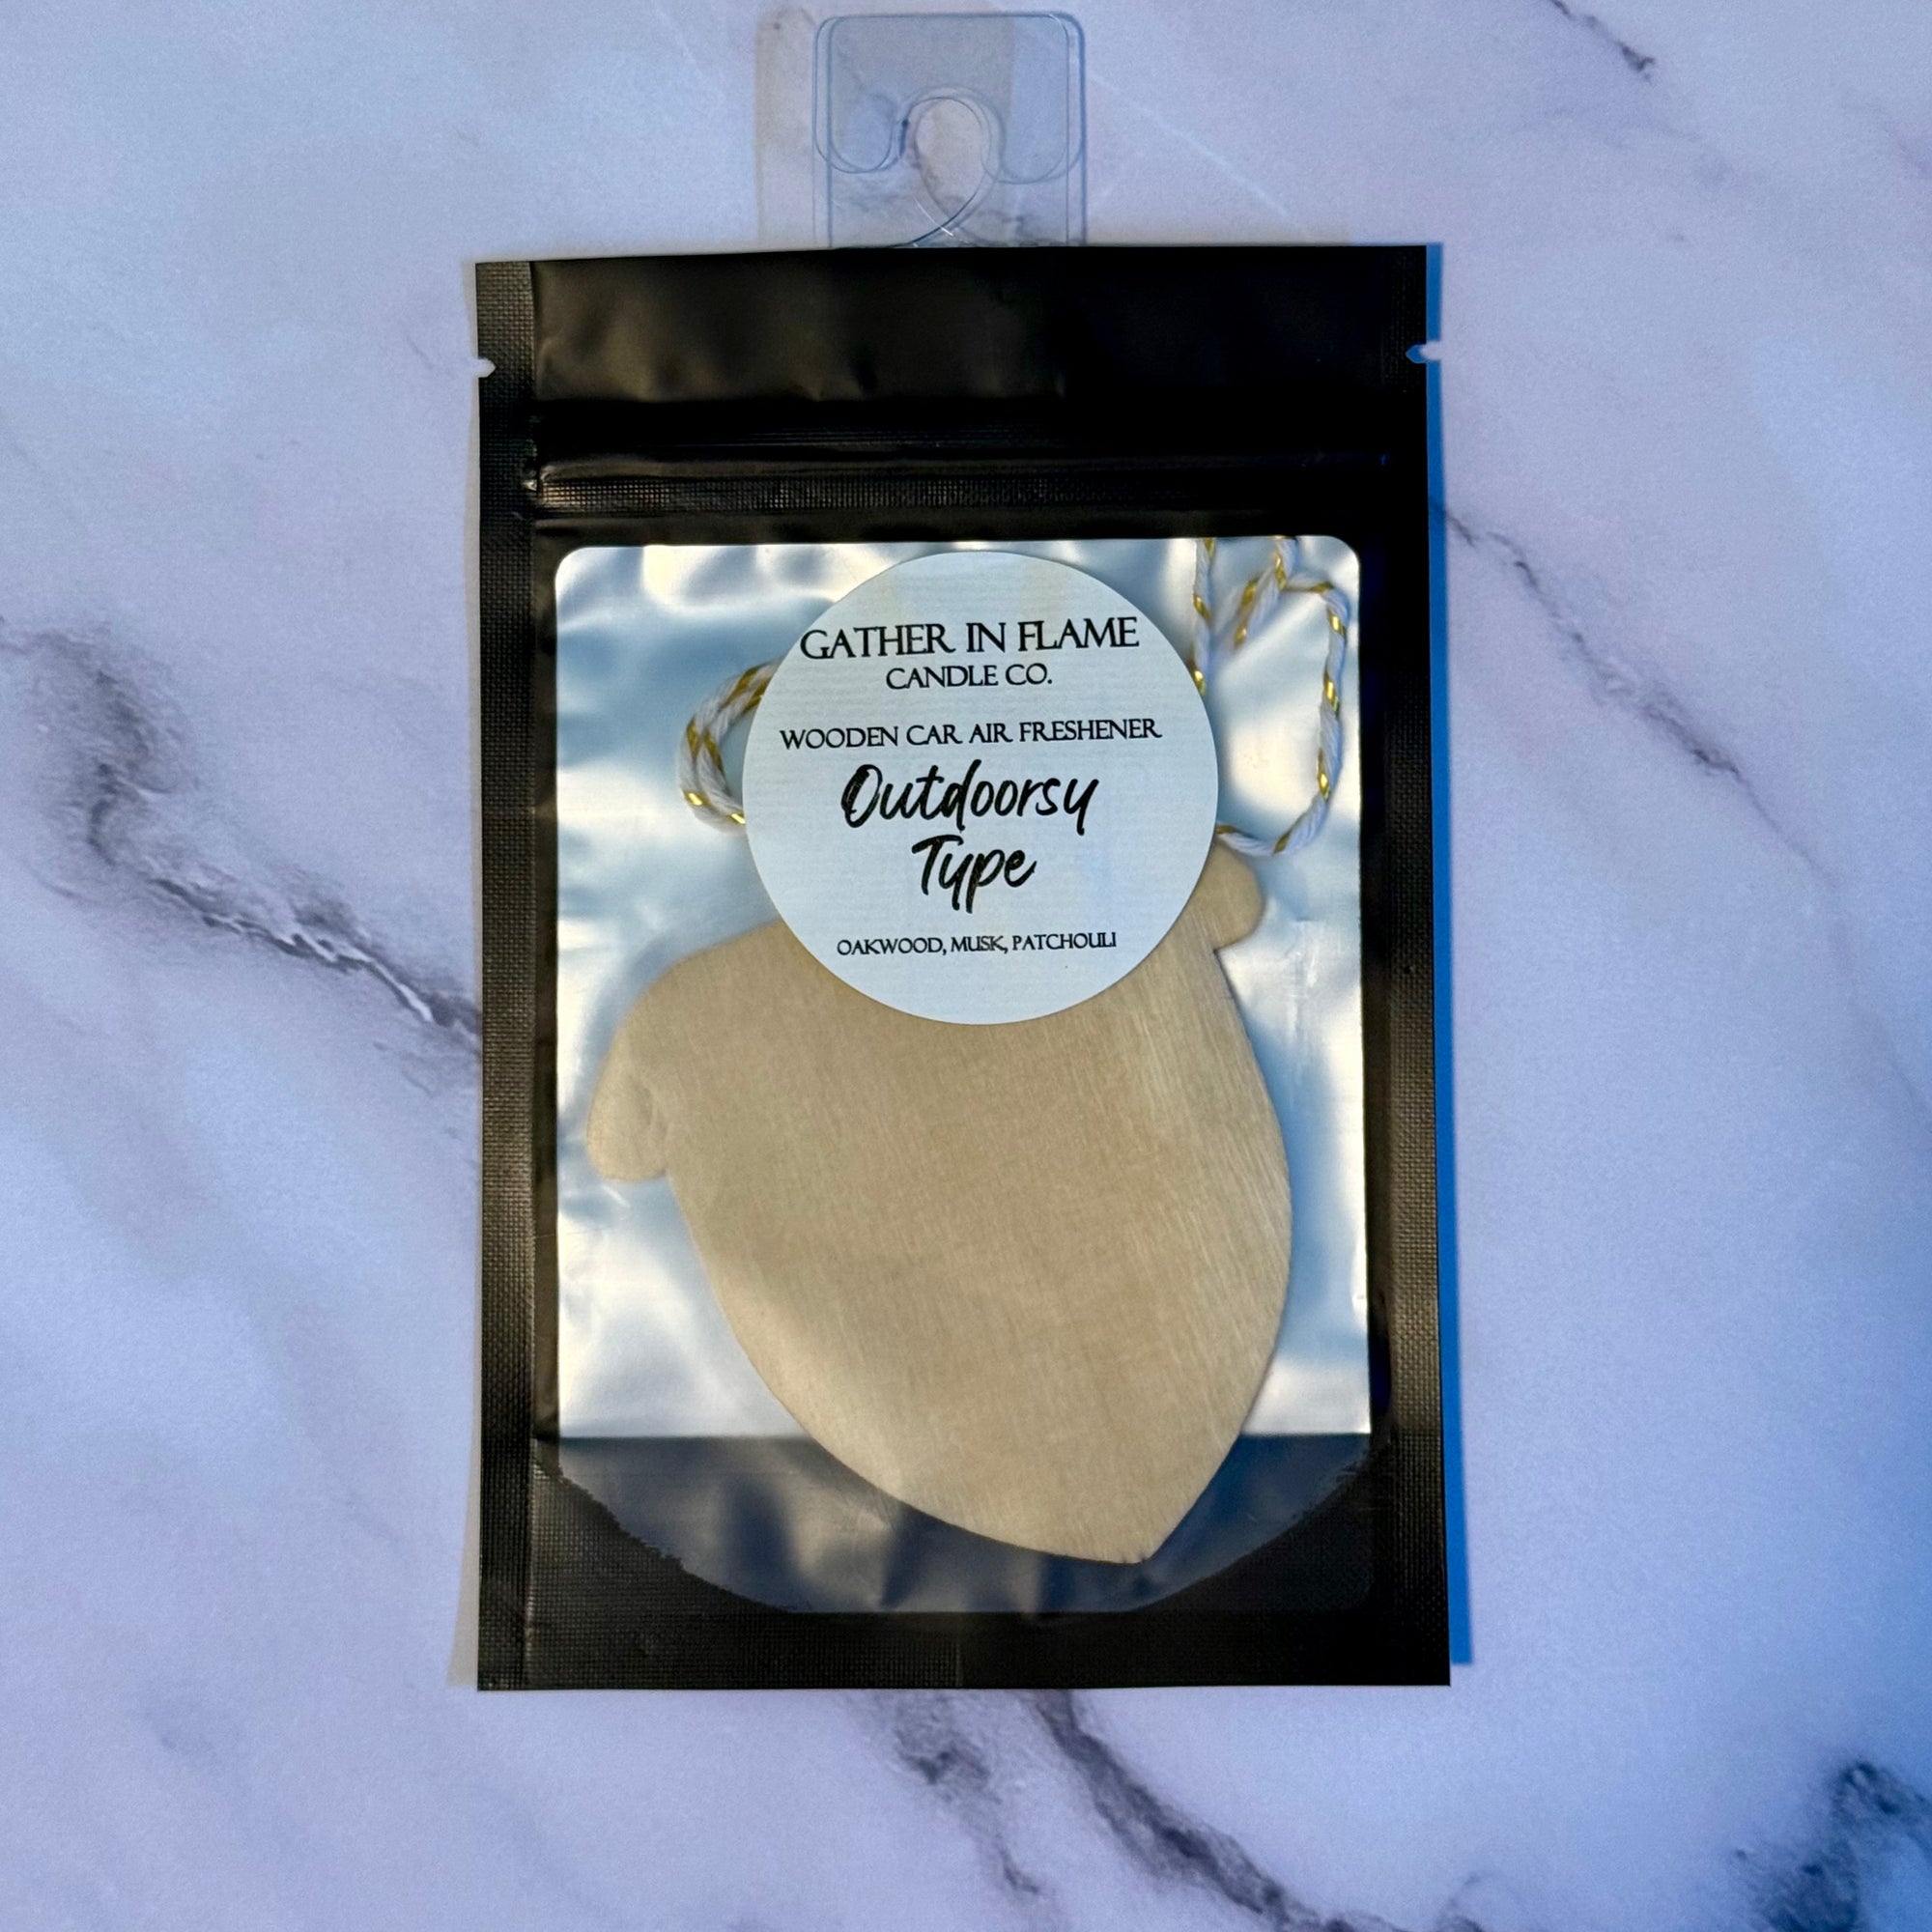 GATHER IN FLAME
CANDLE CO.
WOODEN CAR AIR FRESHENER
Outdoorsy
Type
OAKWOOD, MUSK, PATCHOULI